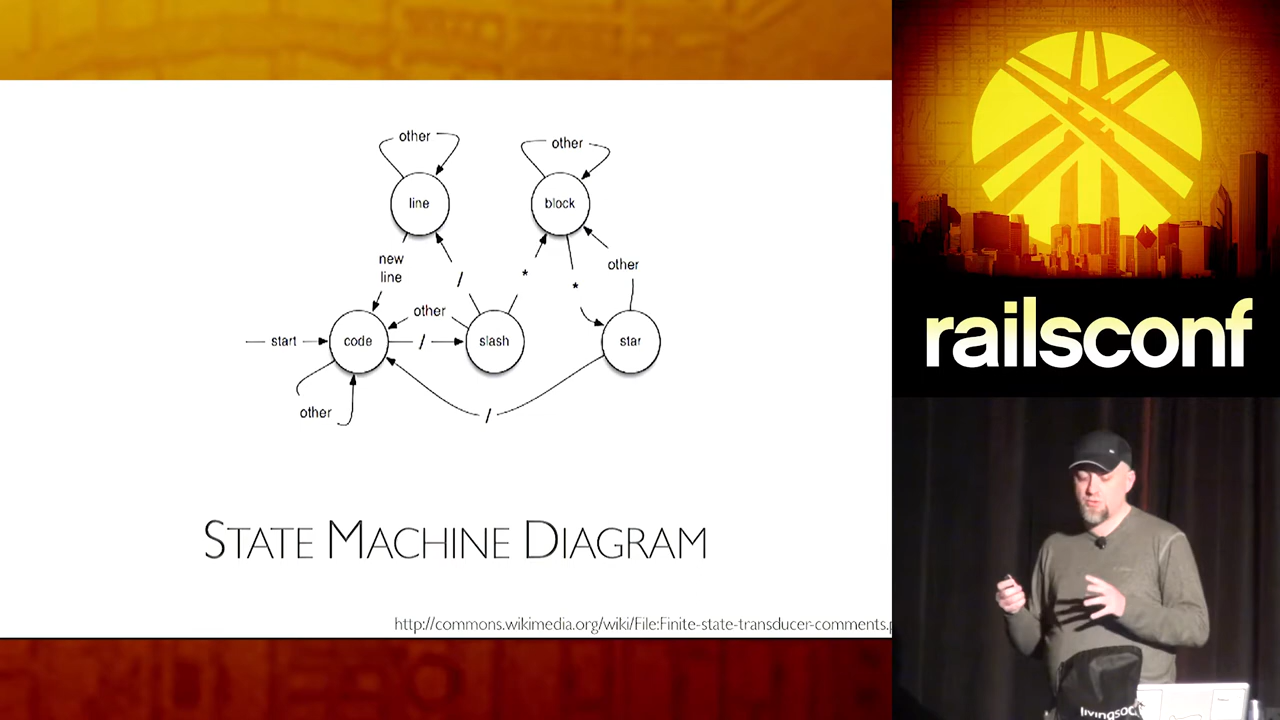 other
other
line
block
new
line
/
*
*
other
other
start
code
/
slash
star
other
/
STATE MACHINE DIAGRAM
http://commons.wikimedia.org/wiki/File:Finite-state-transducer-comments.p
railsconf
livingsoc